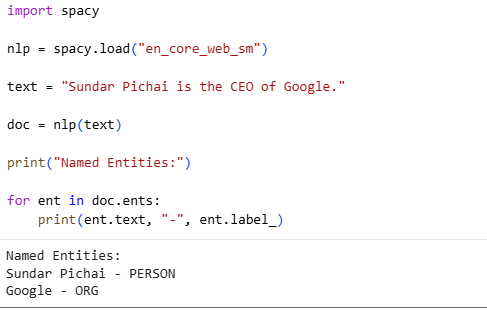 import spacy
nlp = spacy.load("en_core_web_sm")
text = "Sundar Pichai is the CEO of Google."
doc = nlp(text)
print("Named Entities:")
for ent in doc.ents:
    print(ent.text, "-", ent.label_)
Named Entities:
Sundar Pichai - PERSON
Google - ORG